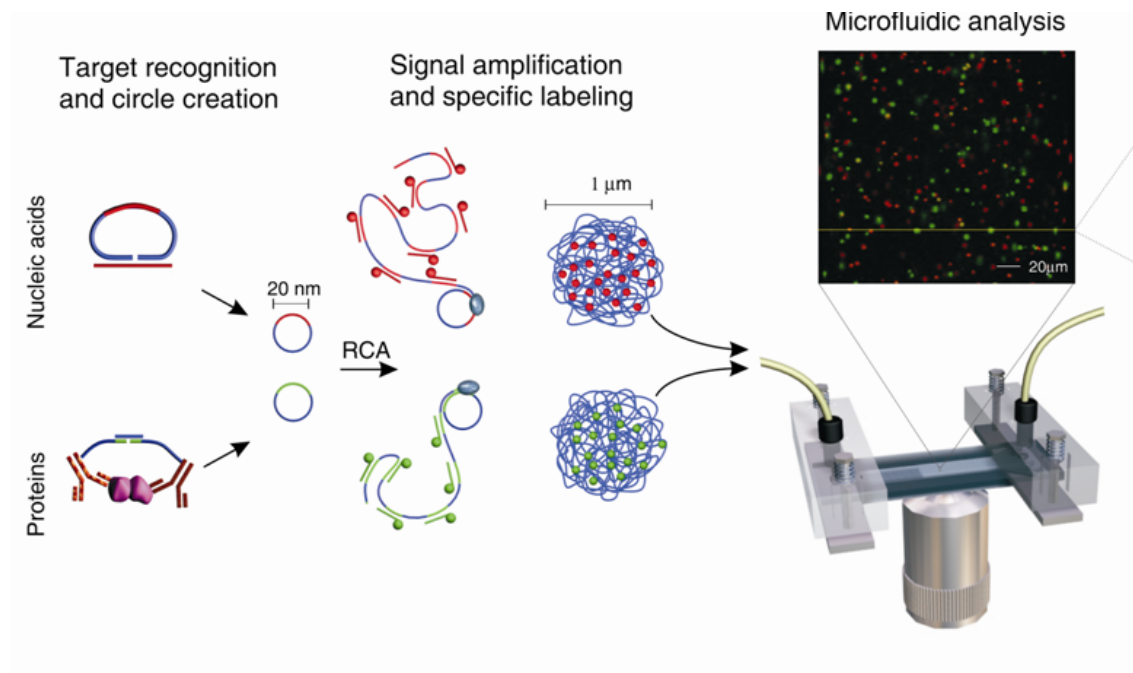 Microfluidic analysis
Target recognition
and circle creation
Signal amplification
and specific labeling
Nucleic acids
Proteins
20 nm
RCA
1 μm
20μm